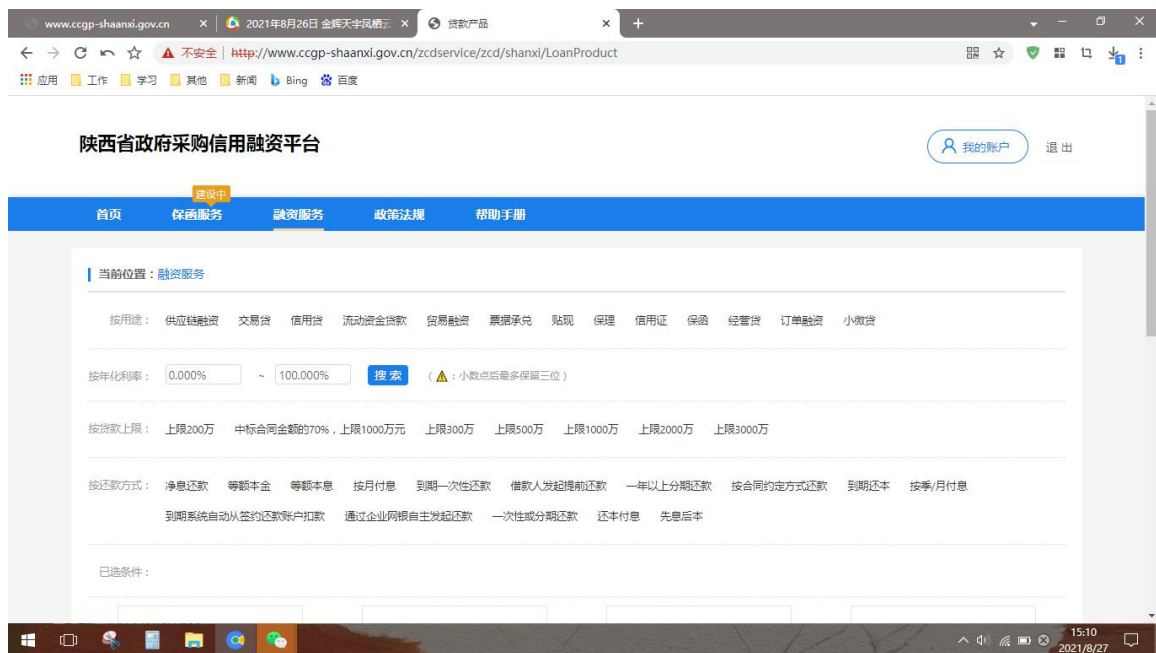 www.ccgp-shaanxi.gov.cn
2021年8月26日 金辉天宇凤栖云
贷款产品
不安全 http://www.ccgp-shaanxi.gov.cn/zcdservice/zcd/shanxi/LoanProduct
应用 工作 学习 其他 新闻 Bing 百度
陕西省政府采购信用融资平台
我的账户 退出
建设中
首页 保函服务 融资服务 政策法规 帮助手册
当前位置：融资服务
按用途： 供应链融资 交易贷 信用贷 流动资金贷款 贸易融资 票据承兑 贴现 保理 信用证 保函 经营贷 订单融资 小微贷
按年化利率： 0.000% ~ 100.000% 搜索 （ ：小数点后最多保留三位）
按贷款上限： 上限200万 中标合同金额的70%，上限1000万元 上限300万 上限500万 上限1000万 上限2000万 上限3000万
按还款方式： 净息还款 等额本金 等额本息 按月付息 到期一次性还款 借款人发起提前还款 一年以上分期还款 按合同约定方式还款 到期还本 按季/月付息
到期系统自动从签约还款账户扣款 通过企业网银自主发起还款 一次性或分期还款 还本付息 先息后本
已选条件：
15:10
2021/8/27